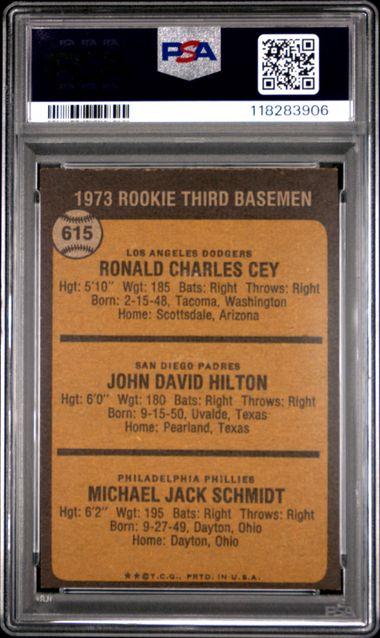 PSA
118283906
1973 ROOKIE THIRD BASEMEN
615
LOS ANGELES DODGERS
RONALD CHARLES CEY
Hgt: 5'10" Wgt: 185 Bats: Right Throws: Right
Born: 2-15-48, Tacoma, Washington
Home: Scottsdale, Arizona
SAN DIEGO PADRES
JOHN DAVID HILTON
Hgt: 6'0" Wgt: 180 Bats: Right Throws: Right
Born: 9-15-50, Uvalde, Texas
Home: Pearland, Texas
PHILADELPHIA PHILLIES
MICHAEL JACK SCHMIDT
Hgt: 6'2" Wgt: 195 Bats: Right Throws: Right
Born: 9-27-49, Dayton, Ohio
Home: Dayton, Ohio
★★© T.C.G. PRTD. IN U.S.A.
PSA